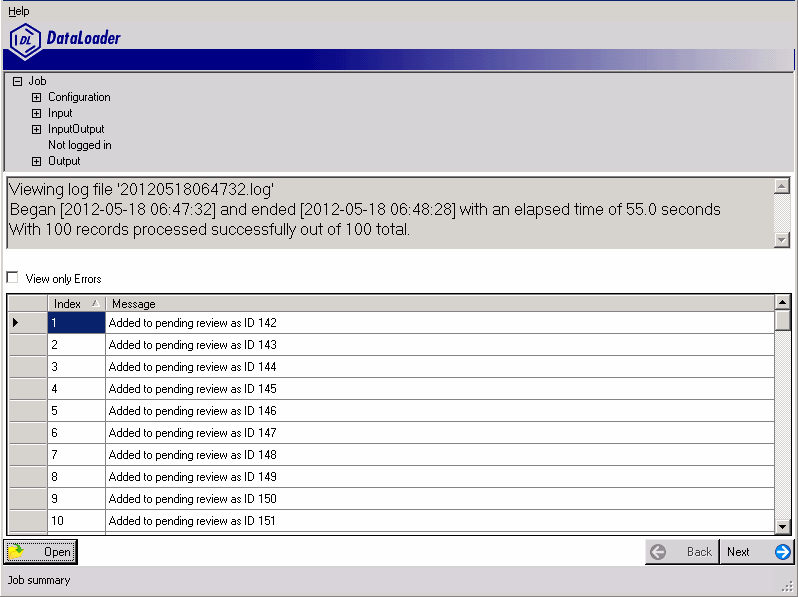 Help
IDL DataLoader
Job
Configuration
Input
InputOutput
Not logged in
Output
Viewing log file '20120518064732.log'
Began [2012-05-18 06:47:32] and ended [2012-05-18 06:48:28] with an elapsed time of 55.0 seconds
With 100 records processed successfully out of 100 total.
View only Errors
Index Message
1 Added to pending review as ID 142
2 Added to pending review as ID 143
3 Added to pending review as ID 144
4 Added to pending review as ID 145
5 Added to pending review as ID 146
6 Added to pending review as ID 147
7 Added to pending review as ID 148
8 Added to pending review as ID 149
9 Added to pending review as ID 150
10 Added to pending review as ID 151
Open Back Next
Job summary